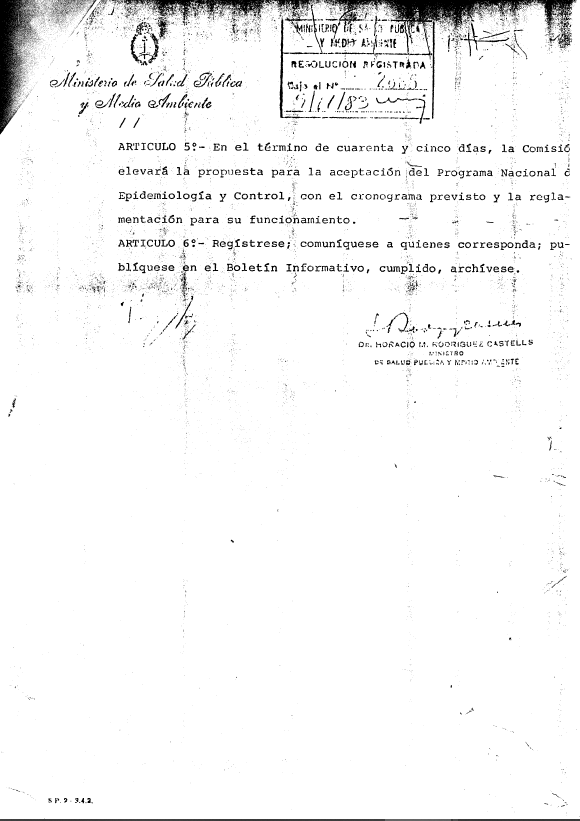 MINISTERIO DE SALUD PUBLICA
Y MEDIO AMBIENTE
RESOLUCION REGISTRADA
Bajo el Nº
Ministerio de Salud Pública
y Medio Ambiente
/ /
ARTICULO 5º- En el término de cuarenta y cinco días, la Comisió
elevará la propuesta para la aceptación del Programa Nacional d
Epidemiología y Control, con el cronograma previsto y la regla-
mentación para su funcionamiento.
ARTICULO 6º- Regístrese; comuníquese a quienes corresponda; pu-
blíquese en el Boletín Informativo, cumplido, archívese.
DR. HORACIO M. RODRIGUEZ CASTELLS
MINISTRO
DE SALUD PUBLICA Y MEDIO AMBIENTE
S P. 2 - 3.4.2.